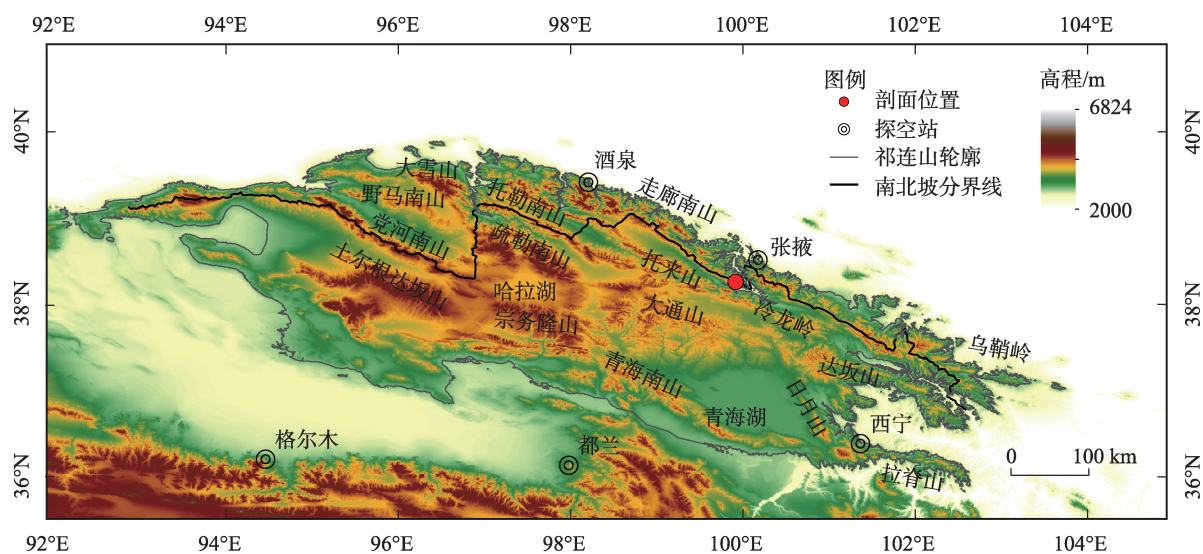 92°E 94°E 96°E 98°E 100°E 102°E 104°E
图例
剖面位置
探空站
祁连山轮廓
南北坡分界线
高程/m
6824
2000
40°N
40°N
38°N
38°N
36°N
36°N
酒泉
大雪山
野马南山
托勒南山
走廊南山
党河南山
疏勒南山
张掖
土尔根达坂山
托来山
哈拉湖
大通山
冷龙岭
宗务隆山
乌鞘岭
青海南山
达坂山
日月山
青海湖
西宁
格尔木
都兰
拉脊山
0 100 km
92°E 94°E 96°E 98°E 100°E 102°E 104°E